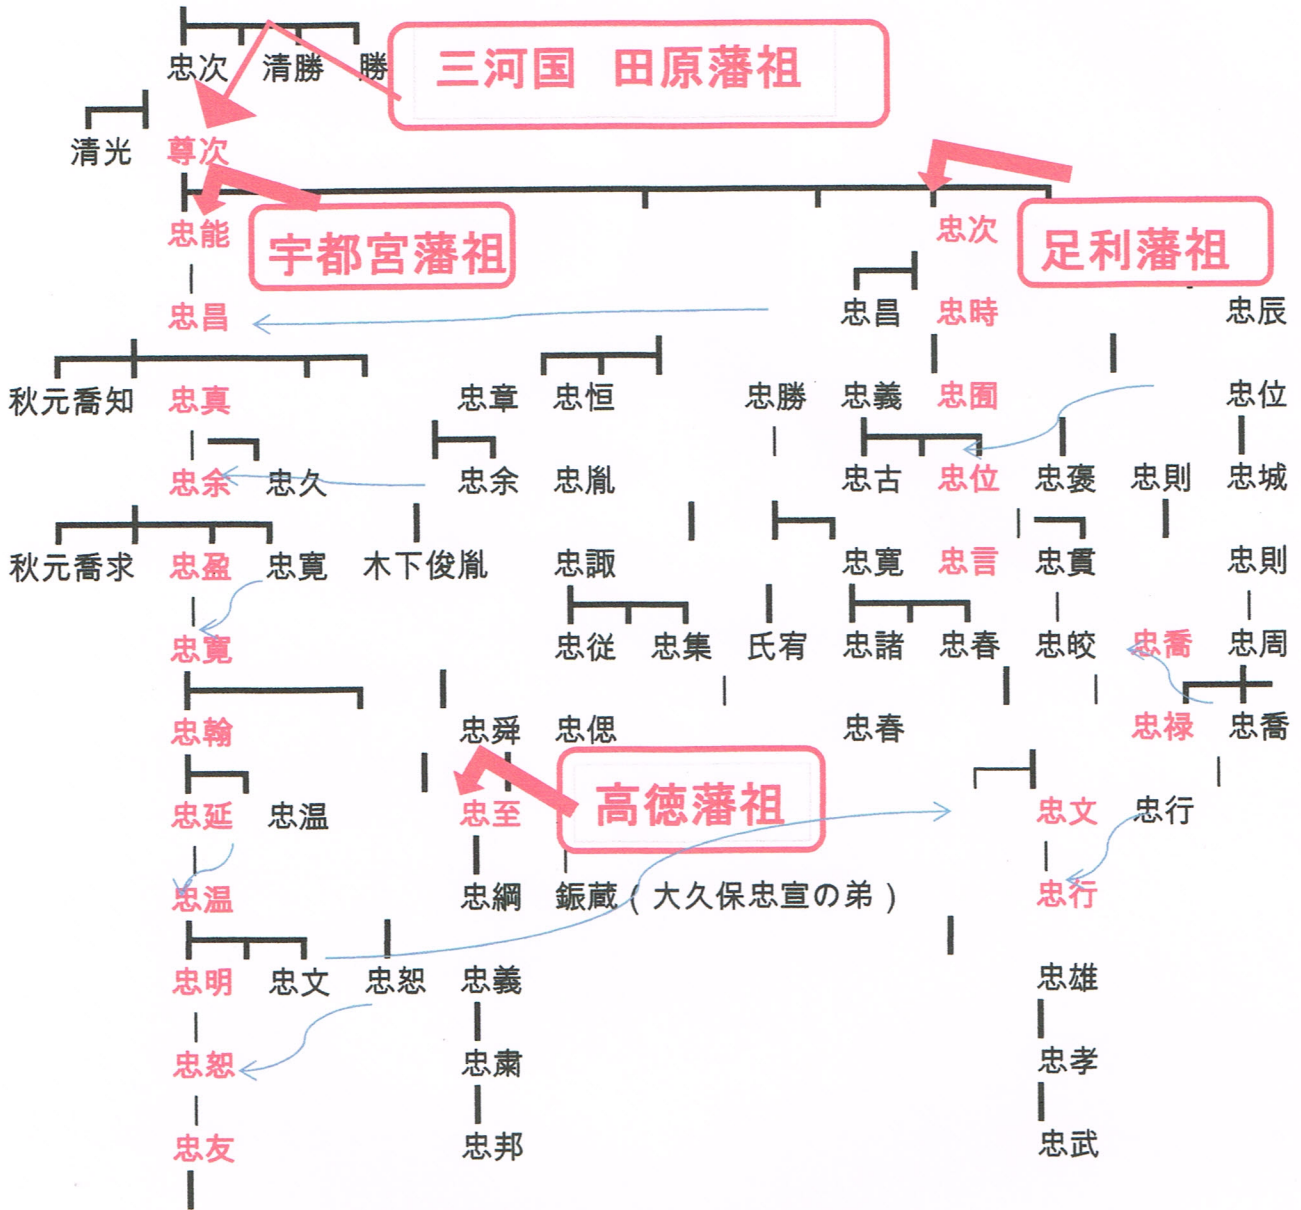 忠次 清勝 勝 三河国 田原藩祖
清光 尊次
忠能 宇都宮藩祖 忠次 足利藩祖
忠昌 忠昌 忠時 忠辰
秋元喬知 忠真 忠章 忠恒 忠勝 忠義 忠囿 忠位
忠余 忠久 忠余 忠胤 忠古 忠位 忠褒 忠則 忠城
秋元喬求 忠盈 忠寛 木下俊胤 忠諏 忠寛 忠言 忠貫 忠則
忠寛 忠従 忠集 氏宥 忠諸 忠春 忠皎 忠喬 忠周
忠翰 忠舜 忠偲 忠春 忠禄 忠喬
忠延 忠温 忠至 高徳藩祖 忠文 忠行
忠温 忠綱 鋠蔵（大久保忠宣の弟） 忠行
忠明 忠文 忠恕 忠義 忠雄
忠恕 忠粛 忠孝
忠友 忠邦 忠武